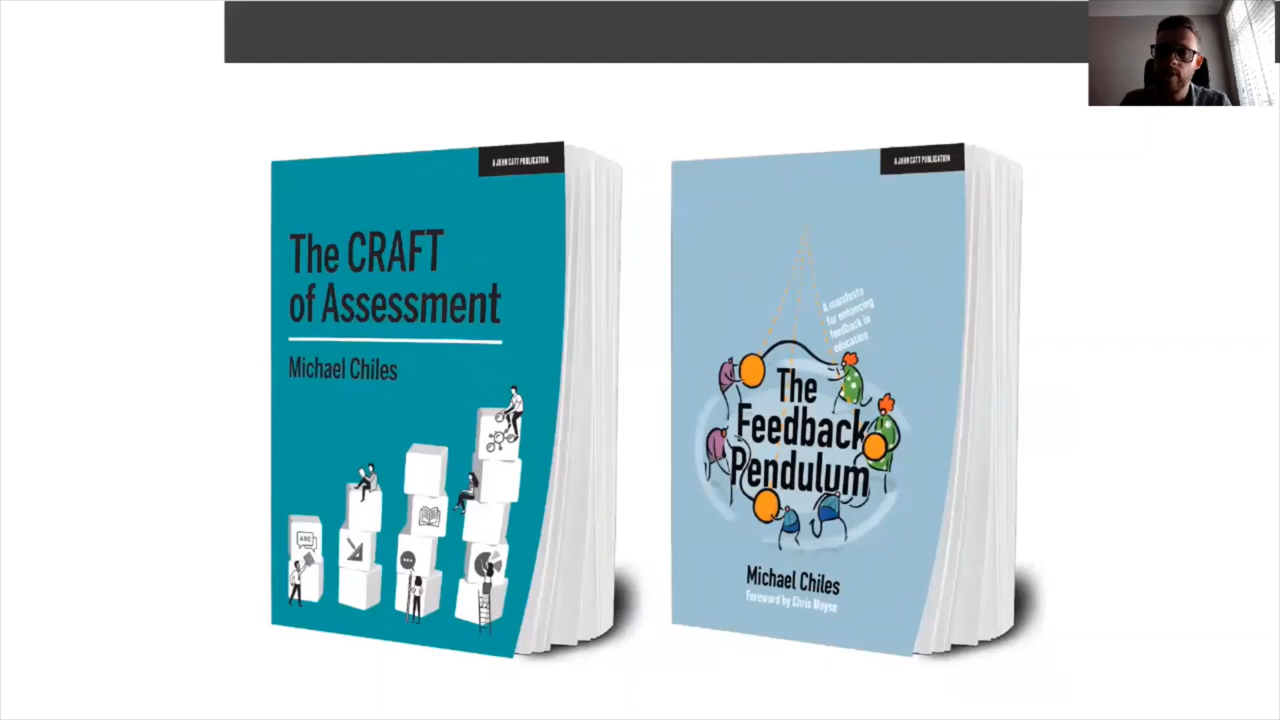 A JOHN CATT PUBLICATION
The CRAFT
of Assessment
Michael Chiles
ABC
A JOHN CATT PUBLICATION
A manifesto
for enhancing
feedback in
education
The
Feedback
Pendulum
Michael Chiles
Foreword by Chris Moyse